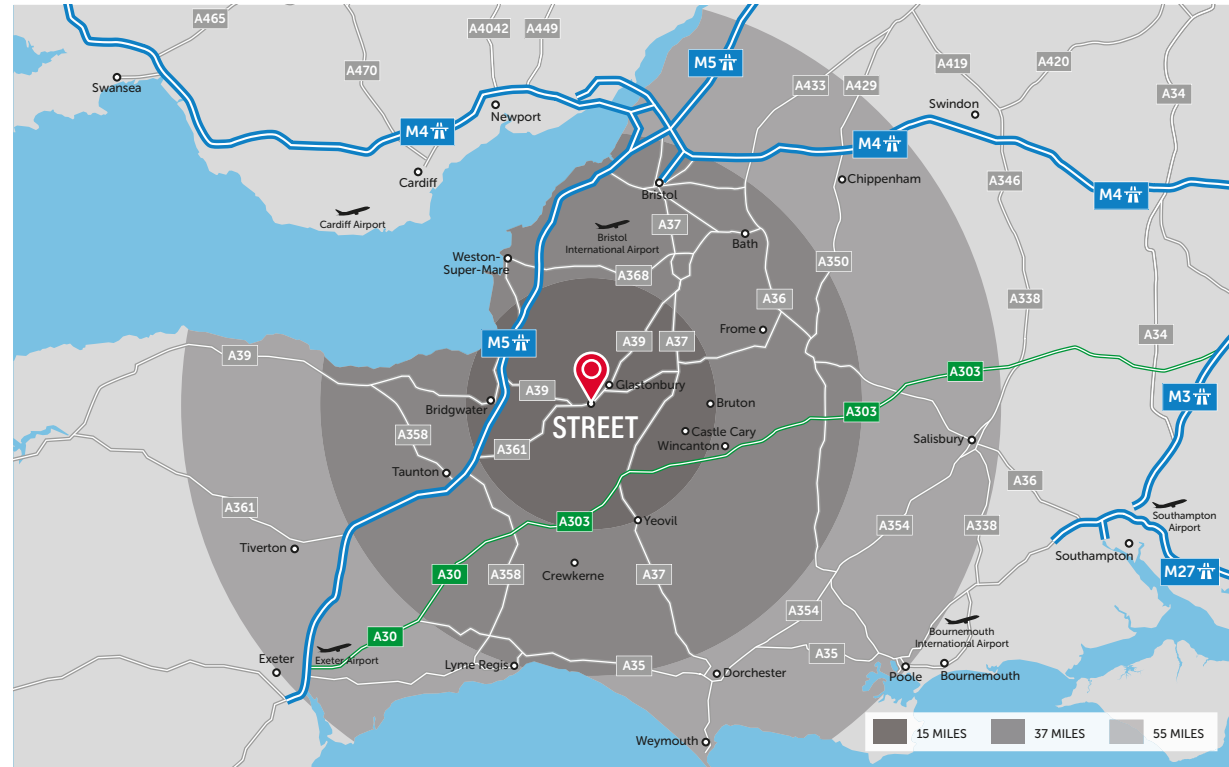 A465
A4042
A449
M5
A470
A433
A429
A419
A420
A34
Swansea
Newport
Swindon
M4
M4
M4
Cardiff
Bristol
Chippenham
A346
Cardiff Airport
A37
Bristol
International Airport
Bath
Weston-
Super-Mare
A368
A350
A36
A338
Frome
A34
M5
A39
A37
A39
A303
M3
A39
Glastonbury
Bridgwater
STREET
Bruton
A303
A358
Castle Cary
Wincanton
Salisbury
A361
Taunton
A36
A361
A303
Yeovil
A354
A338
Southampton
Airport
Tiverton
Southampton
A30
A358
Crewkerne
A37
M27
A354
A30
Bournemouth
International Airport
Exeter
Exeter Airport
Lyme Regis
A35
A35
Dorchester
Poole
Bournemouth
Weymouth
15 MILES
37 MILES
55 MILES